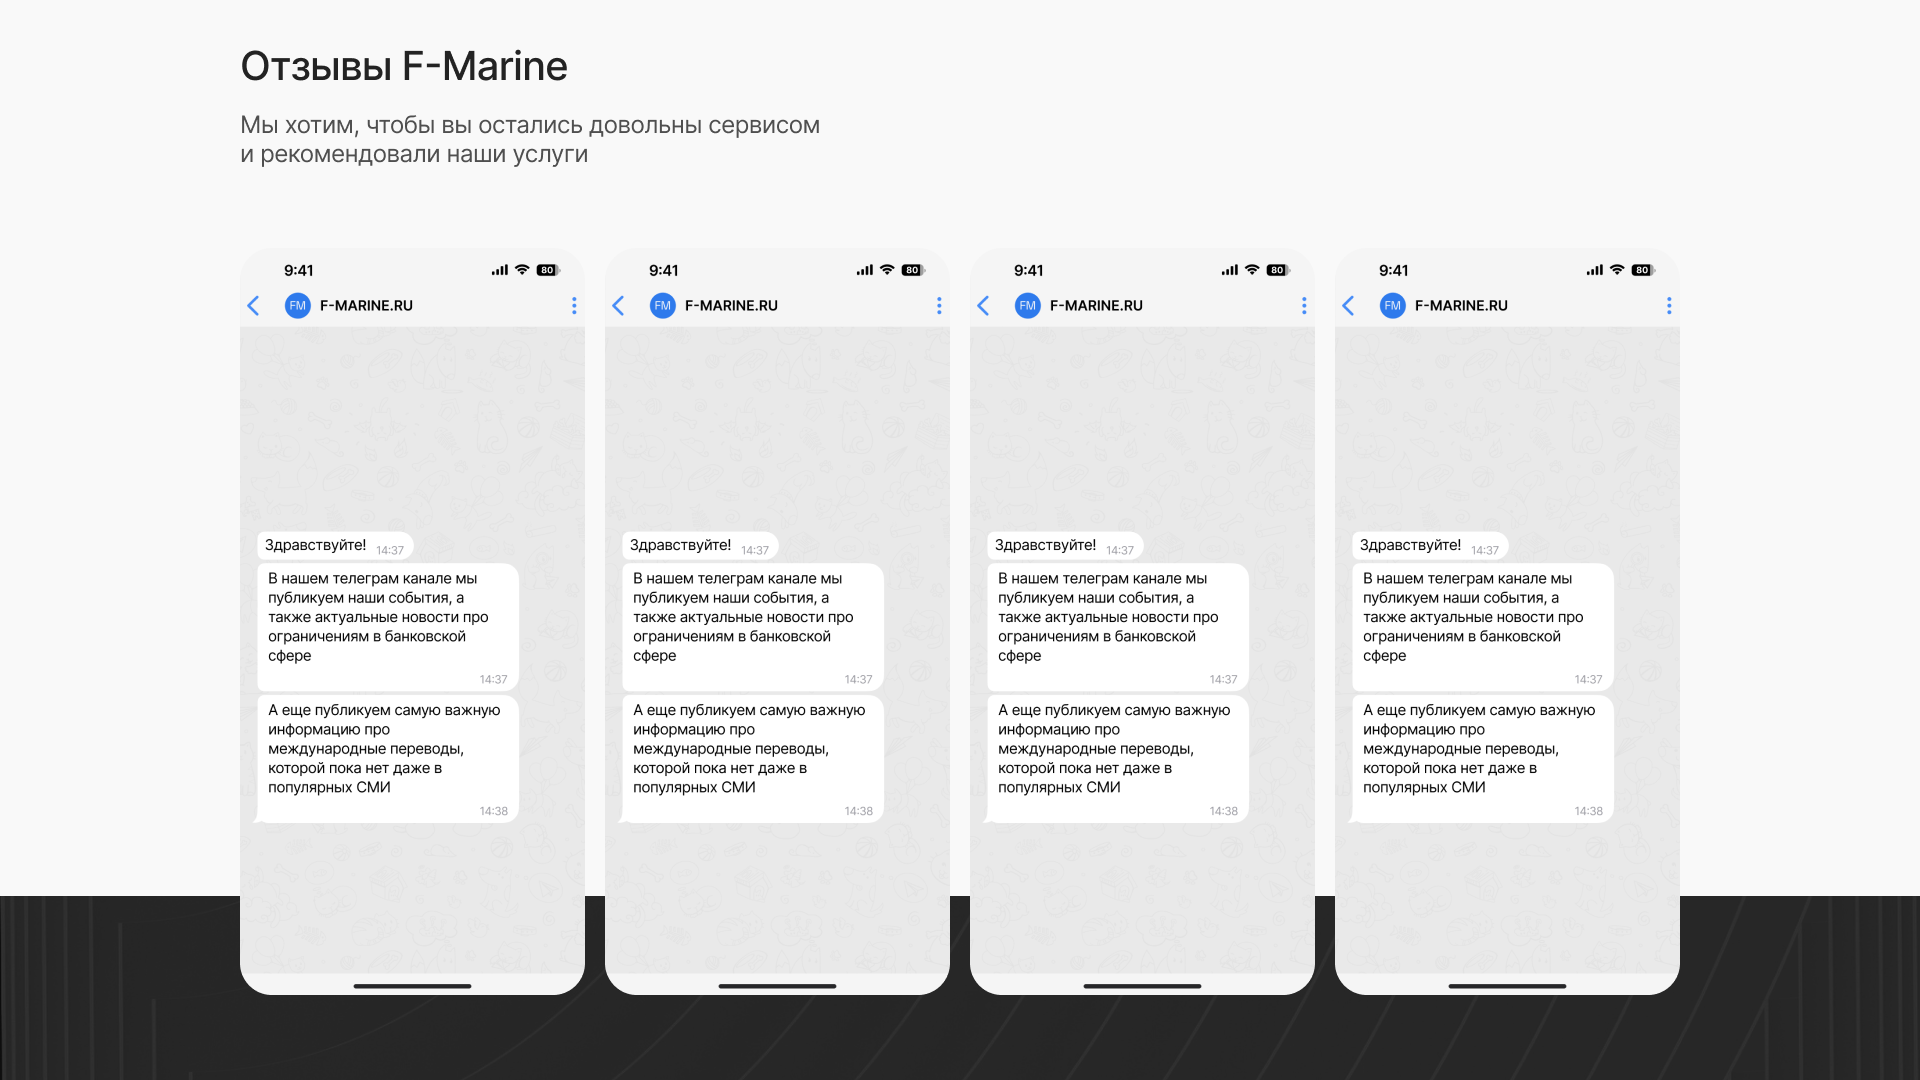 Отзывы F-Marine
Мы хотим, чтобы вы остались довольны сервисом
и рекомендовали наши услуги
9:41
80
FM F-MARINE.RU
Здравствуйте! 14:37
В нашем телеграм канале мы
публикуем наши события, а
также актуальные новости про
ограничениям в банковской
сфере
14:37
А еще публикуем самую важную
информацию про
международные переводы,
которой пока нет даже в
популярных СМИ
14:38
9:41
80
FM F-MARINE.RU
Здравствуйте! 14:37
В нашем телеграм канале мы
публикуем наши события, а
также актуальные новости про
ограничениям в банковской
сфере
14:37
А еще публикуем самую важную
информацию про
международные переводы,
которой пока нет даже в
популярных СМИ
14:38
9:41
80
FM F-MARINE.RU
Здравствуйте! 14:37
В нашем телеграм канале мы
публикуем наши события, а
также актуальные новости про
ограничениям в банковской
сфере
14:37
А еще публикуем самую важную
информацию про
международные переводы,
которой пока нет даже в
популярных СМИ
14:38
9:41
80
FM F-MARINE.RU
Здравствуйте! 14:37
В нашем телеграм канале мы
публикуем наши события, а
также актуальные новости про
ограничениям в банковской
сфере
14:37
А еще публикуем самую важную
информацию про
международные переводы,
которой пока нет даже в
популярных СМИ
14:38